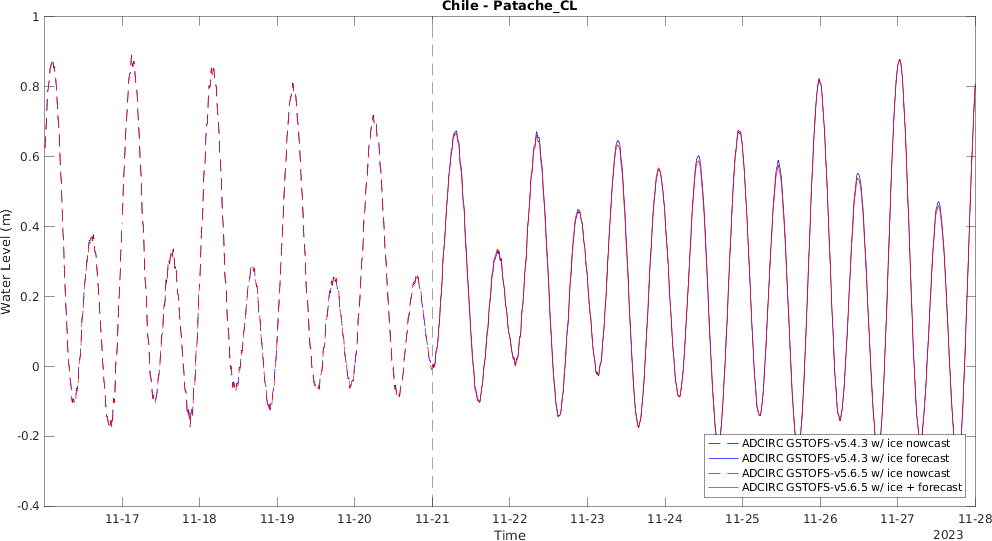 Chile - Patache_CL
1
0.8
0.6
0.4
0.2
0
-0.2
-0.4
Water Level (m)
ADCIRC GSTOFS-v5.4.3 w/ ice nowcast
ADCIRC GSTOFS-v5.4.3 w/ ice forecast
ADCIRC GSTOFS-v5.6.5 w/ ice nowcast
ADCIRC GSTOFS-v5.6.5 w/ ice + forecast
11-17 11-18 11-19 11-20 11-21 11-22 11-23 11-24 11-25 11-26 11-27 11-28
Time
2023